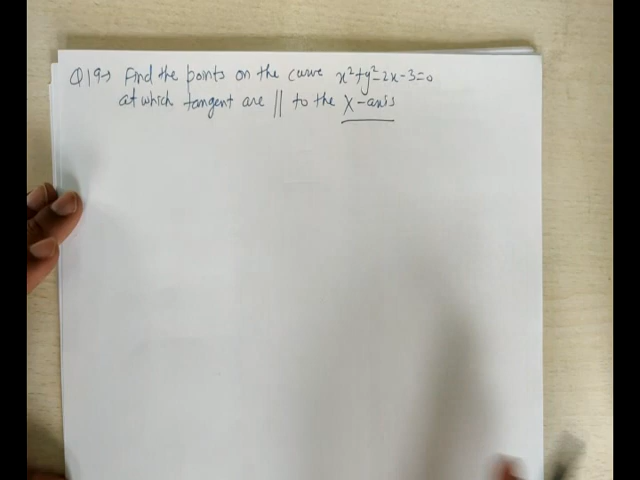 Q19→ Find the points on the curve x²+y²-2x-3=0
at which tangent are || to the X-axis